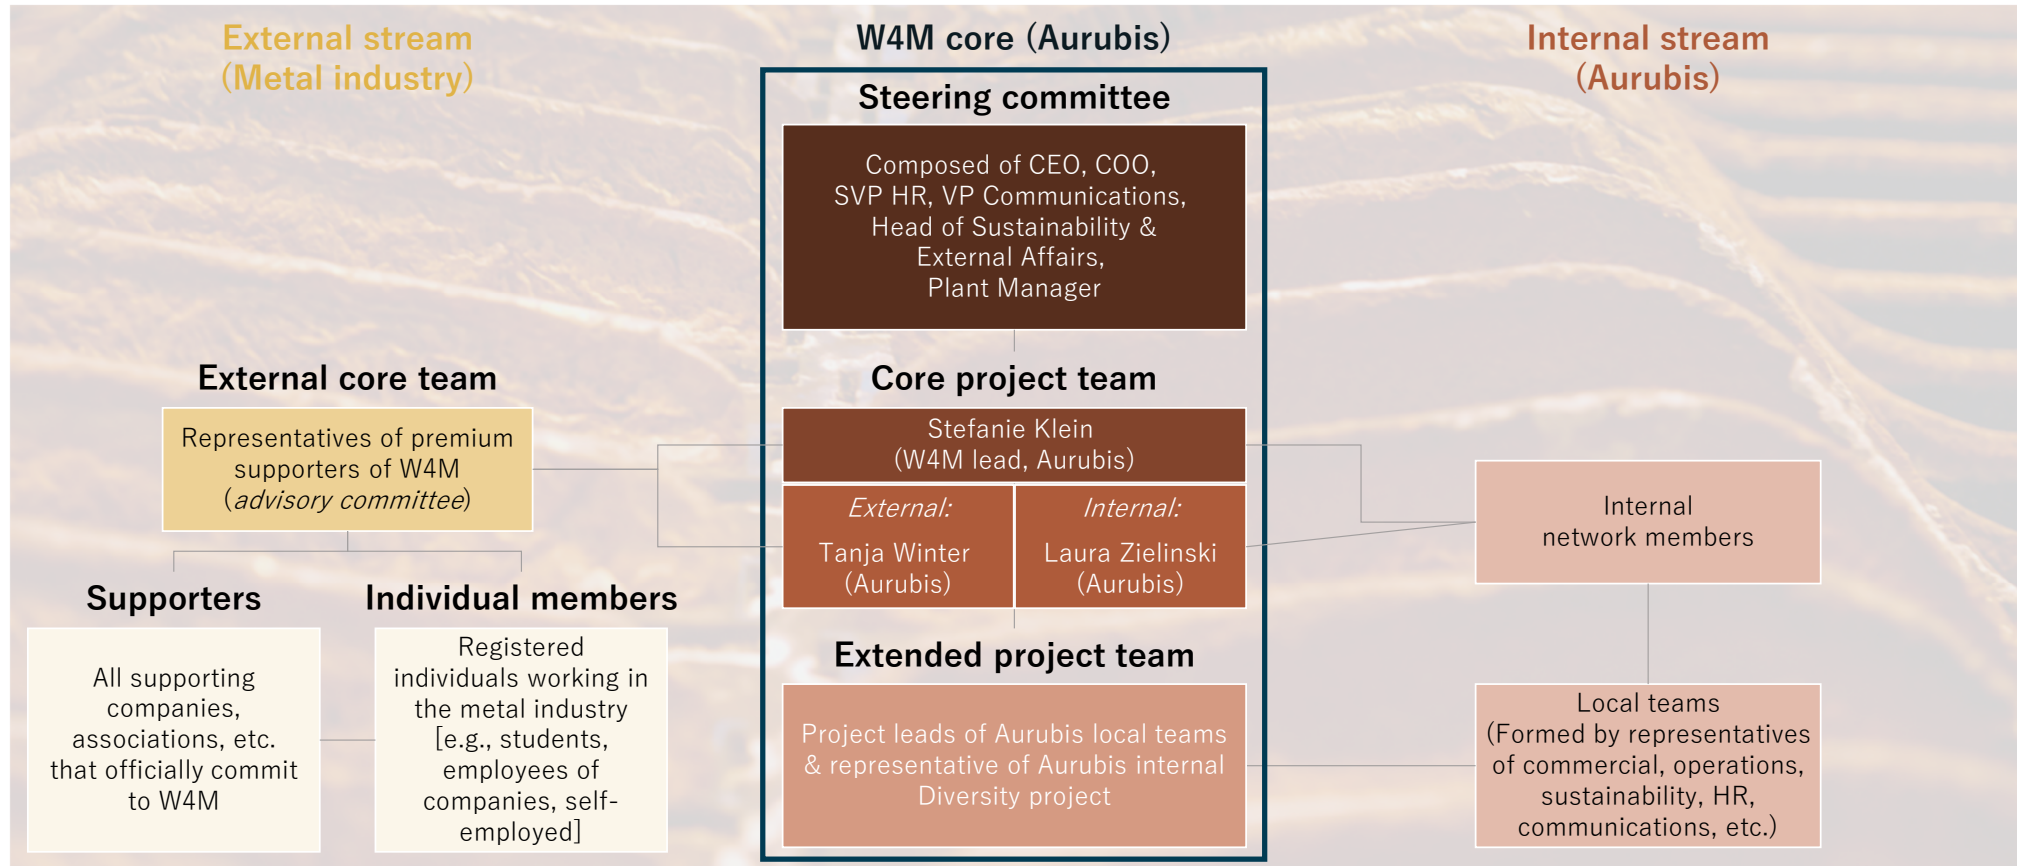 External stream
(Metal industry)
W4M core (Aurubis)
Internal stream
(Aurubis)
Steering committee
Composed of CEO, COO,
SVP HR, VP Communications,
Head of Sustainability &
External Affairs,
Plant Manager
External core team
Representatives of premium
supporters of W4M
(advisory committee)
Core project team
Stefanie Klein
(W4M lead, Aurubis)
External:
Tanja Winter
(Aurubis)
Internal:
Laura Zielinski
(Aurubis)
Internal
network members
Supporters
All supporting
companies,
associations, etc.
that officially commit
to W4M
Individual members
Registered
individuals working in
the metal industry
[e.g., students,
employees of
companies, self-
employed]
Extended project team
Project leads of Aurubis local teams
& representative of Aurubis internal
Diversity project
Local teams
(Formed by representatives
of commercial, operations,
sustainability, HR,
communications, etc.)